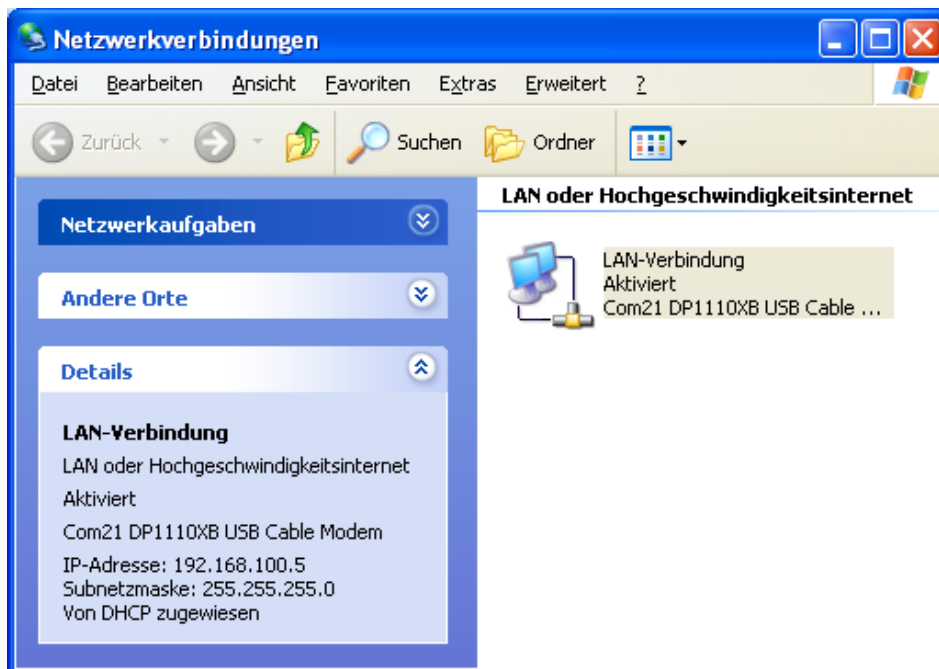 Netzwerkverbindungen
Datei Bearbeiten Ansicht Favoriten Extras Erweitert ?
Zurück Suchen Ordner
Netzwerkaufgaben
Andere Orte
Details
LAN-Verbindung
LAN oder Hochgeschwindigkeitsinternet
Aktiviert
Com21 DP1110XB USB Cable Modem
IP-Adresse: 192.168.100.5
Subnetzmaske: 255.255.255.0
Von DHCP zugewiesen
LAN oder Hochgeschwindigkeitsinternet
LAN-Verbindung
Aktiviert
Com21 DP1110XB USB Cable ...